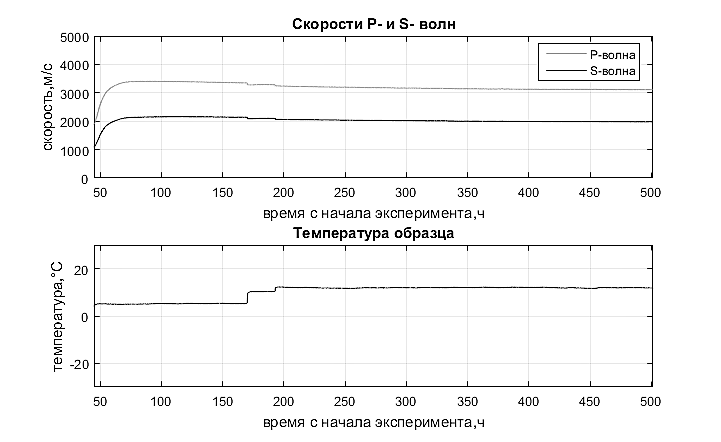 Скорости P- и S- волн
5000
4000
3000
2000
1000
0
скорость,м/с
P-волна
S-волна
50 100 150 200 250 300 350 400 450 500
время с начала эксперимента,ч
Температура образца
20
0
-20
температура,°C
50 100 150 200 250 300 350 400 450 500
время с начала эксперимента,ч